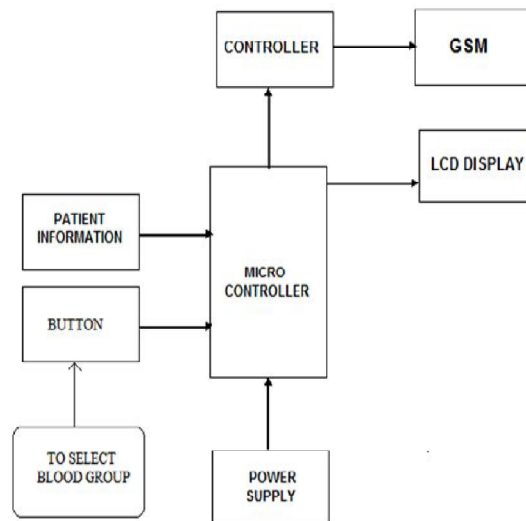 CONTROLLER
GSM
LCD DISPLAY
PATIENT
INFORMATION
MICRO
CONTROLLER
BUTTON
TO SELECT
BLOOD GROUP
POWER
SUPPLY